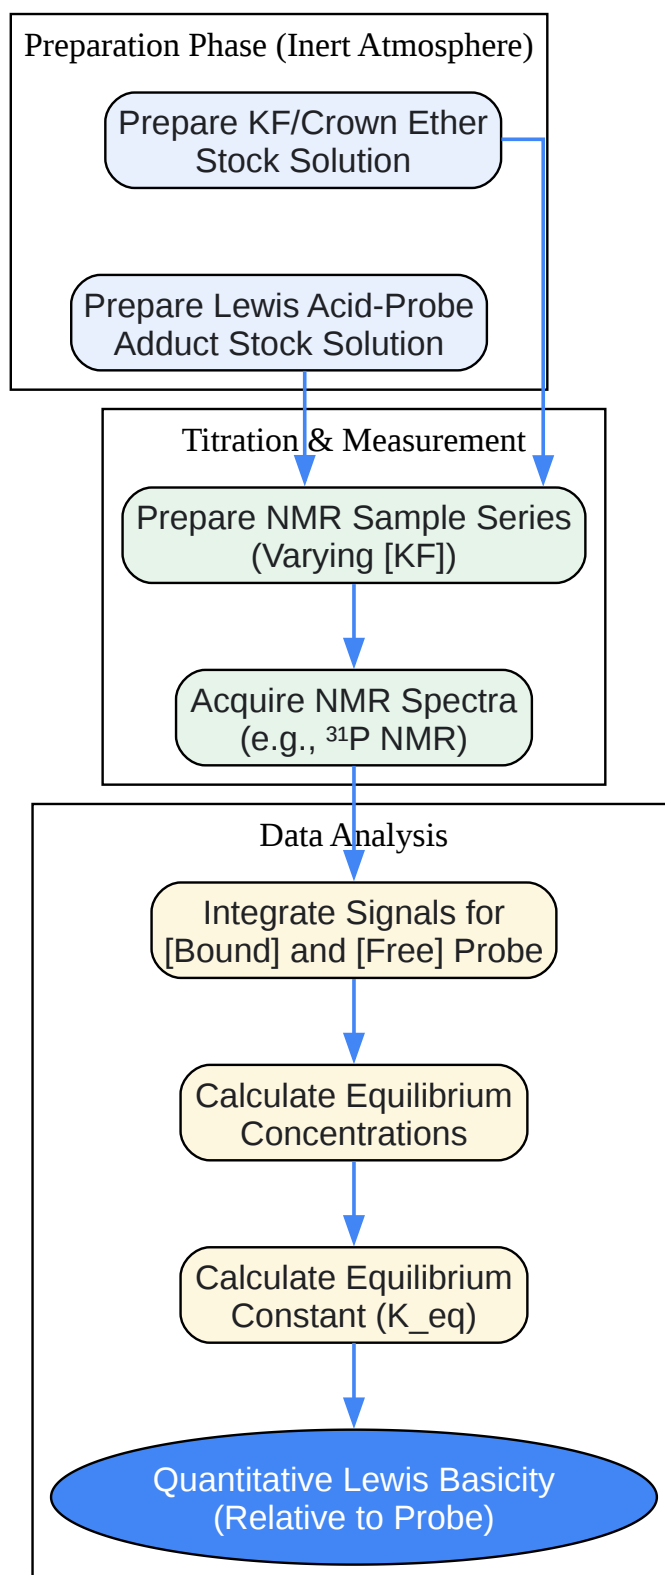 Preparation Phase (Inert Atmosphere)
Prepare KF/Crown Ether
Stock Solution
Prepare Lewis Acid-Probe
Adduct Stock Solution
Titration & Measurement
Prepare NMR Sample Series
(Varying [KF])
Acquire NMR Spectra
(e.g., ³¹P NMR)
Data Analysis
Integrate Signals for
[Bound] and [Free] Probe
Calculate Equilibrium
Concentrations
Calculate Equilibrium
Constant (K_eq)
Quantitative Lewis Basicity
(Relative to Probe)